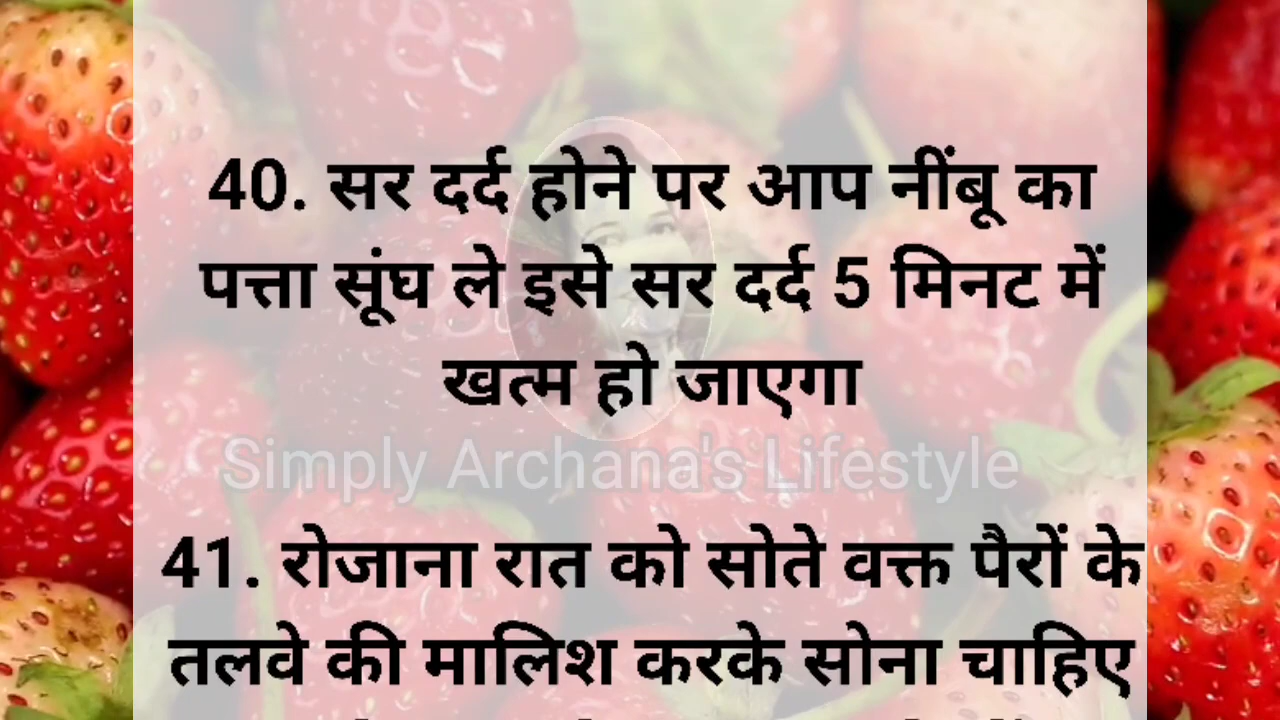 40. सर दर्द होने पर आप नींबू का
पत्ता सूंघ ले इसे सर दर्द 5 मिनट में
खत्म हो जाएगा
Simply Archana's Lifestyle
41. रोजाना रात को सोते वक्त पैरों के
तलवे की मालिश करके सोना चाहिए